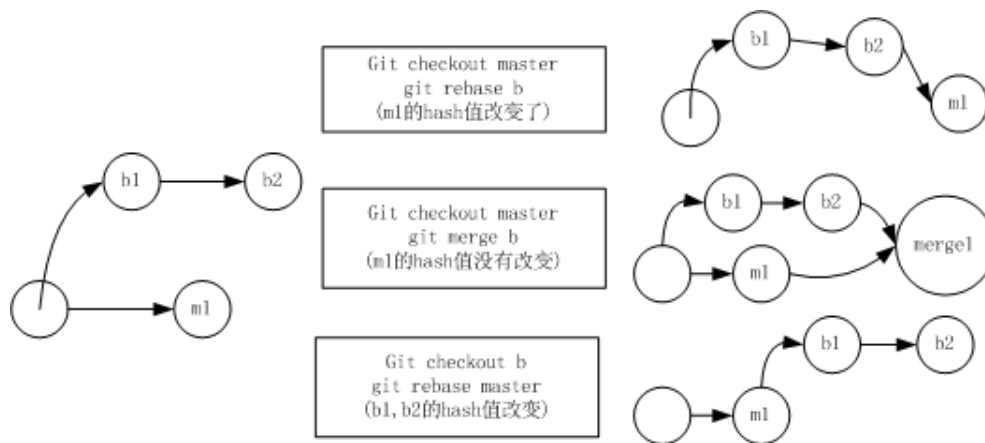 b1
b2
m1
Git checkout master
git rebase b
(m1的hash值改变了)
b1
b2
m1
Git checkout master
git merge b
(m1的hash值没有改变)
b1
b2
m1
merge1
Git checkout b
git rebase master
(b1,b2的hash值改变)
b1
b2
m1